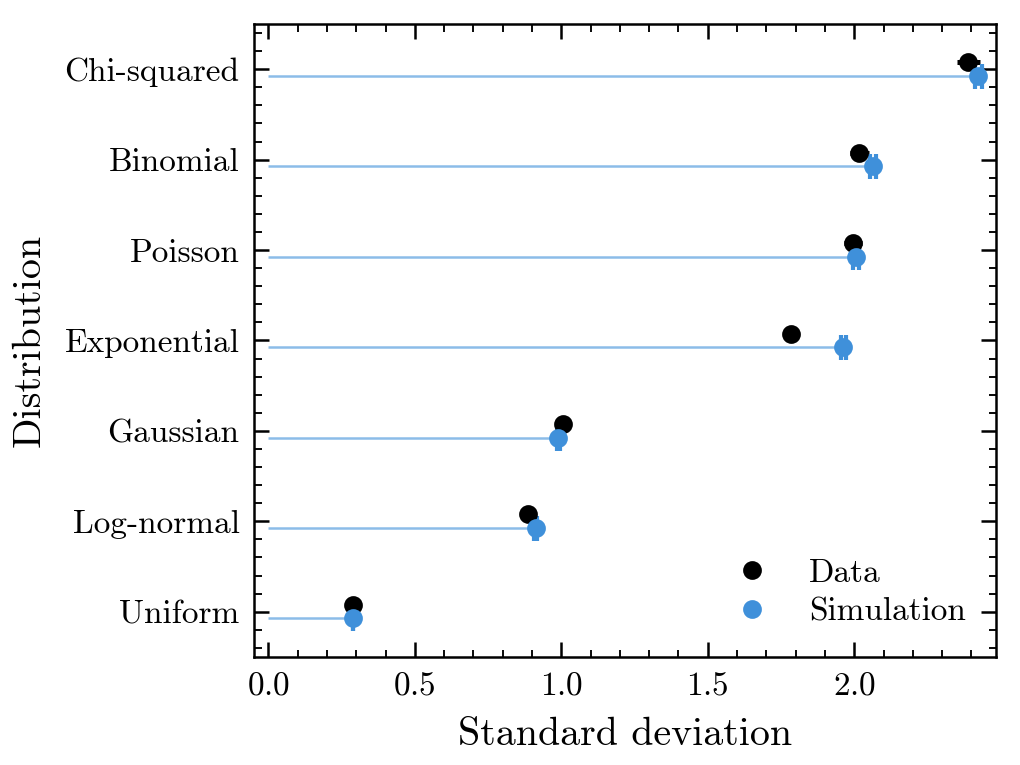 Chi-squared
Binomial
Poisson
Exponential
Gaussian
Log-normal
Uniform
Distribution
Data
Simulation
0.0 0.5 1.0 1.5 2.0
Standard deviation